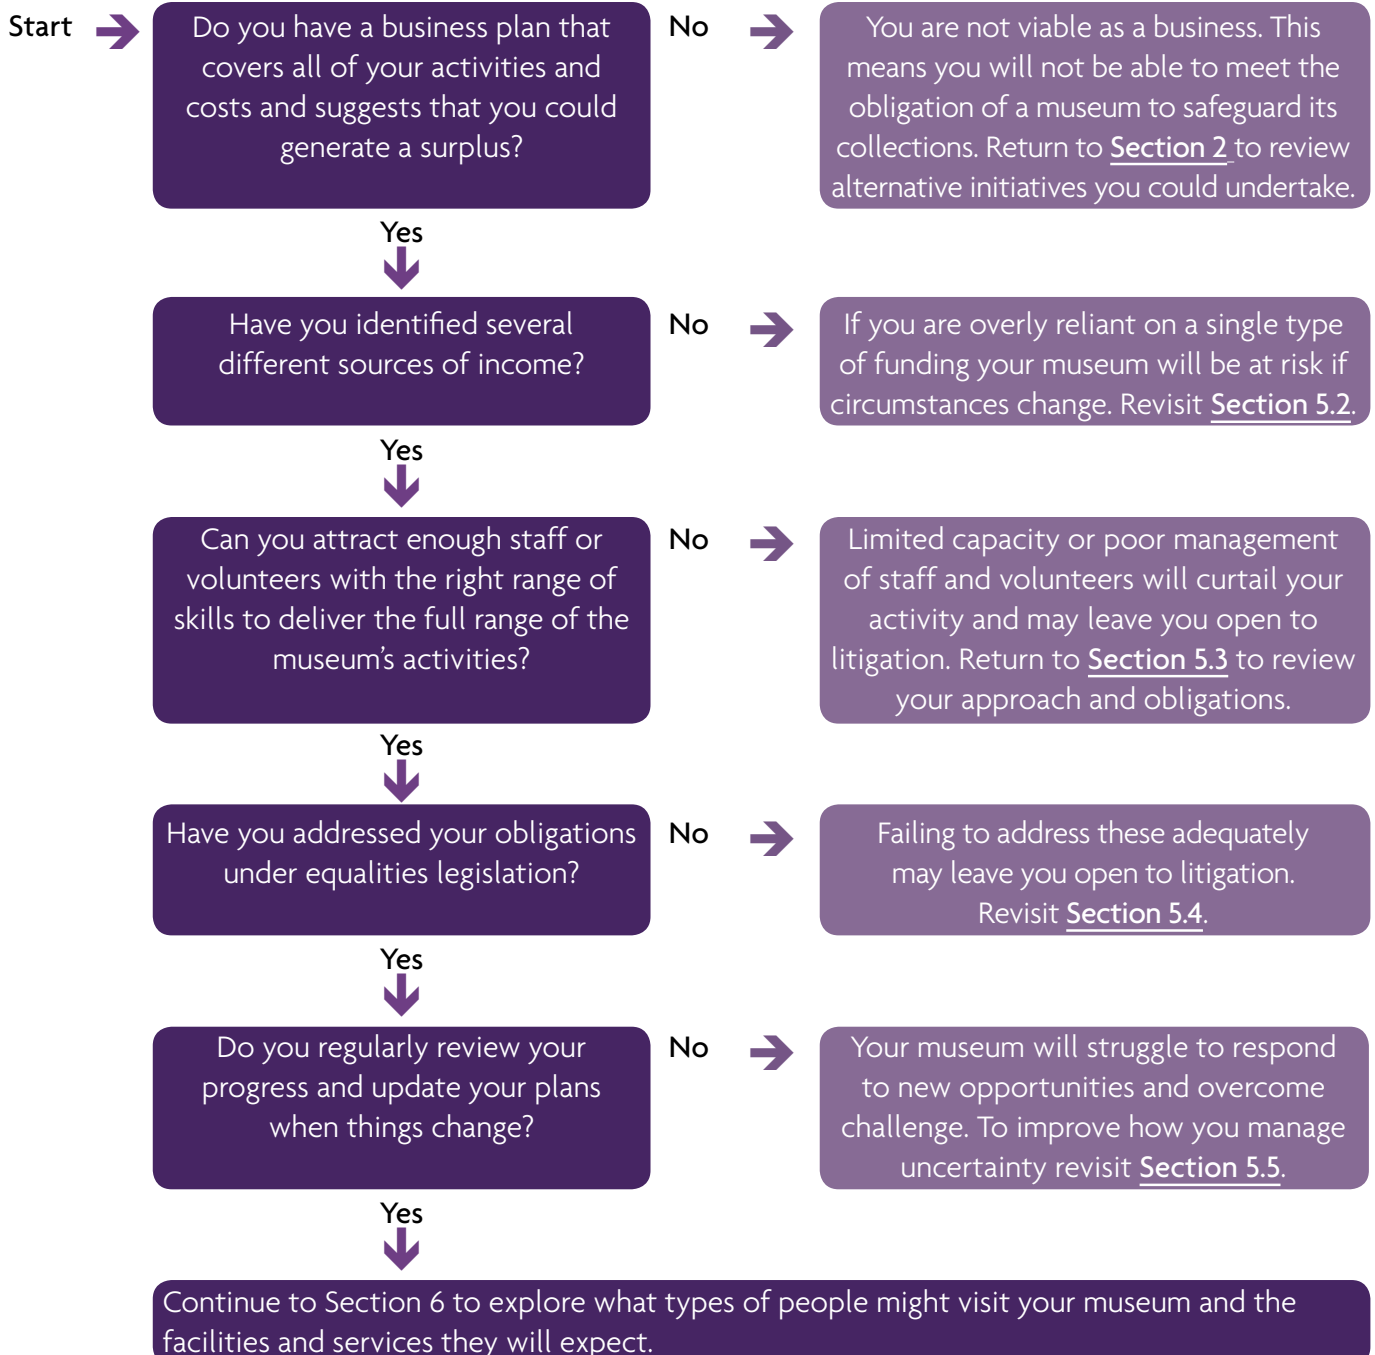 Start
Do you have a business plan that
covers all of your activities and
costs and suggests that you could
generate a surplus?
No
You are not viable as a business. This
means you will not be able to meet the
obligation of a museum to safeguard its
collections. Return to Section 2 to review
alternative initiatives you could undertake.
Yes
Have you identified several
different sources of income?
No
If you are overly reliant on a single type
of funding your museum will be at risk if
circumstances change. Revisit Section 5.2.
Yes
Can you attract enough staff or
volunteers with the right range of
skills to deliver the full range of the
museum's activities?
No
Limited capacity or poor management
of staff and volunteers will curtail your
activity and may leave you open to
litigation. Return to Section 5.3 to review
your approach and obligations.
Yes
Have you addressed your obligations
under equalities legislation?
No
Failing to address these adequately
may leave you open to litigation.
Revisit Section 5.4.
Yes
Do you regularly review your
progress and update your plans
when things change?
No
Your museum will struggle to respond
to new opportunities and overcome
challenge. To improve how you manage
uncertainty revisit Section 5.5.
Yes
Continue to Section 6 to explore what types of people might visit your museum and the
facilities and services they will expect.